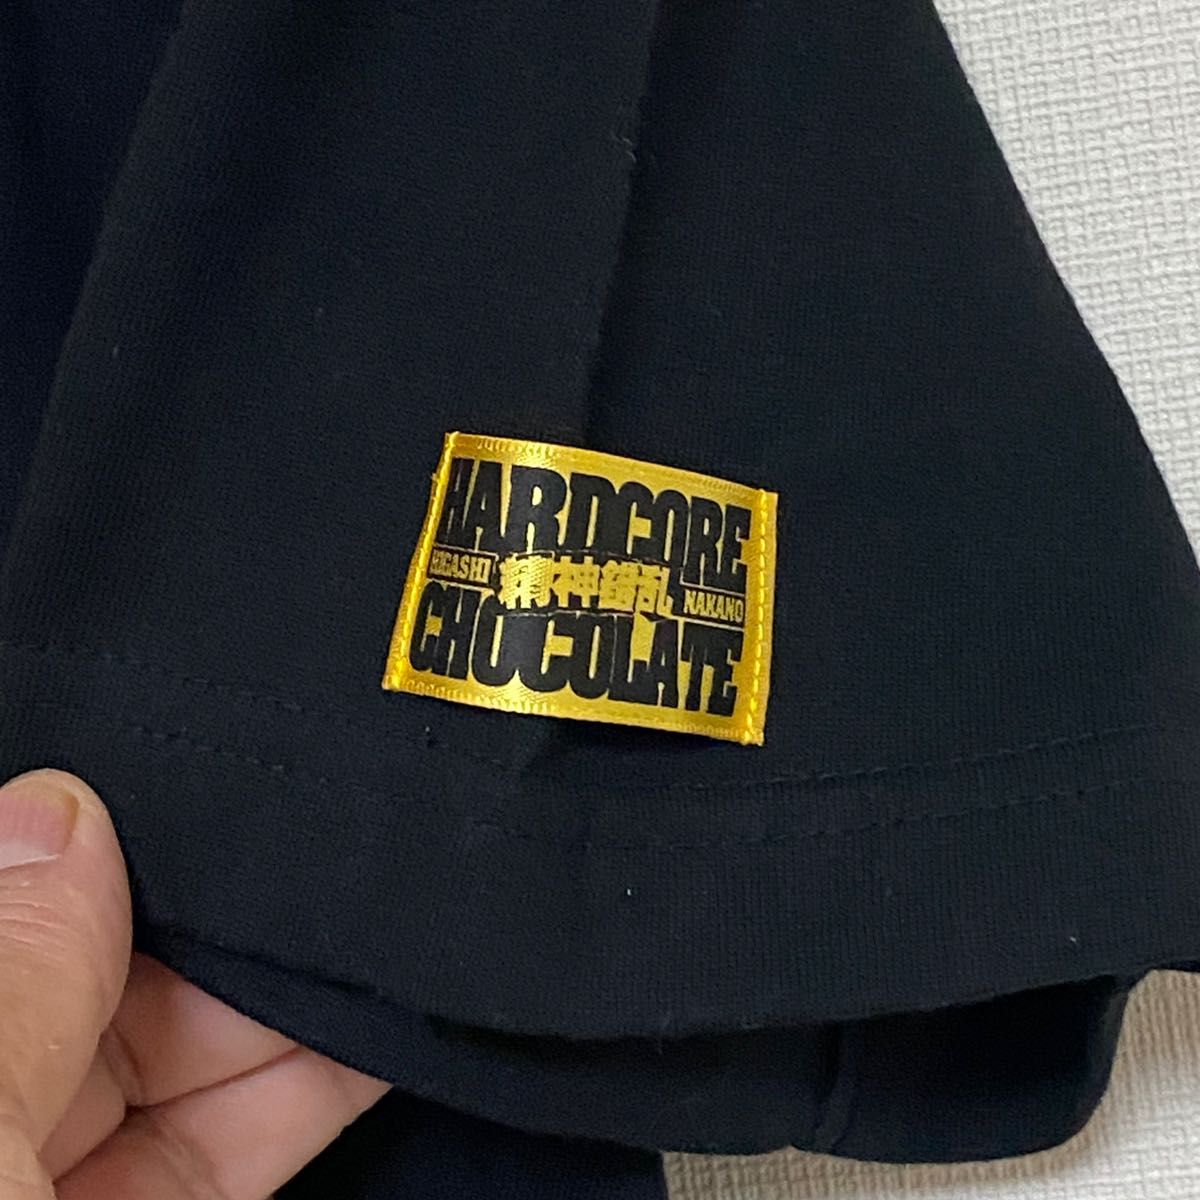 HARDCORE
HIGASHI 精神錯乱 NAKANO
CHOCOLATE